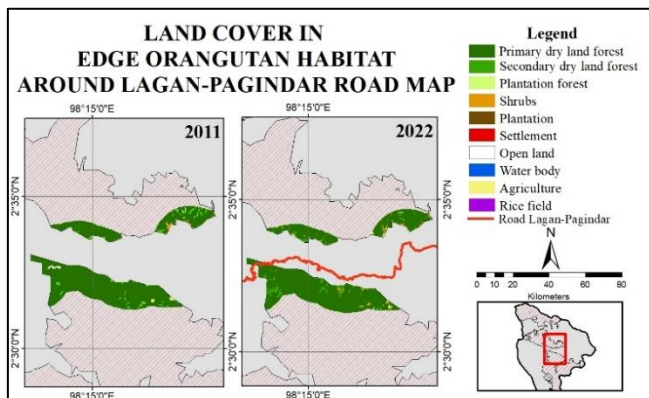 LAND COVER IN
EDGE ORANGUTAN HABITAT
AROUND LAGAN-PAGINDAR ROAD MAP
98°15'0"E
98°15'0"E
2011
2022
2°35'0"N
2°35'0"N
2°30'0"N
2°30'0"N
98°15'0"E
98°15'0"E
Legend
Primary dry land forest
Secondary dry land forest
Plantation forest
Shrubs
Plantation
Settlement
Open land
Water body
Agriculture
Rice field
Road Lagan-Pagindar
N
0 10 20 40 60 80
Kilometers